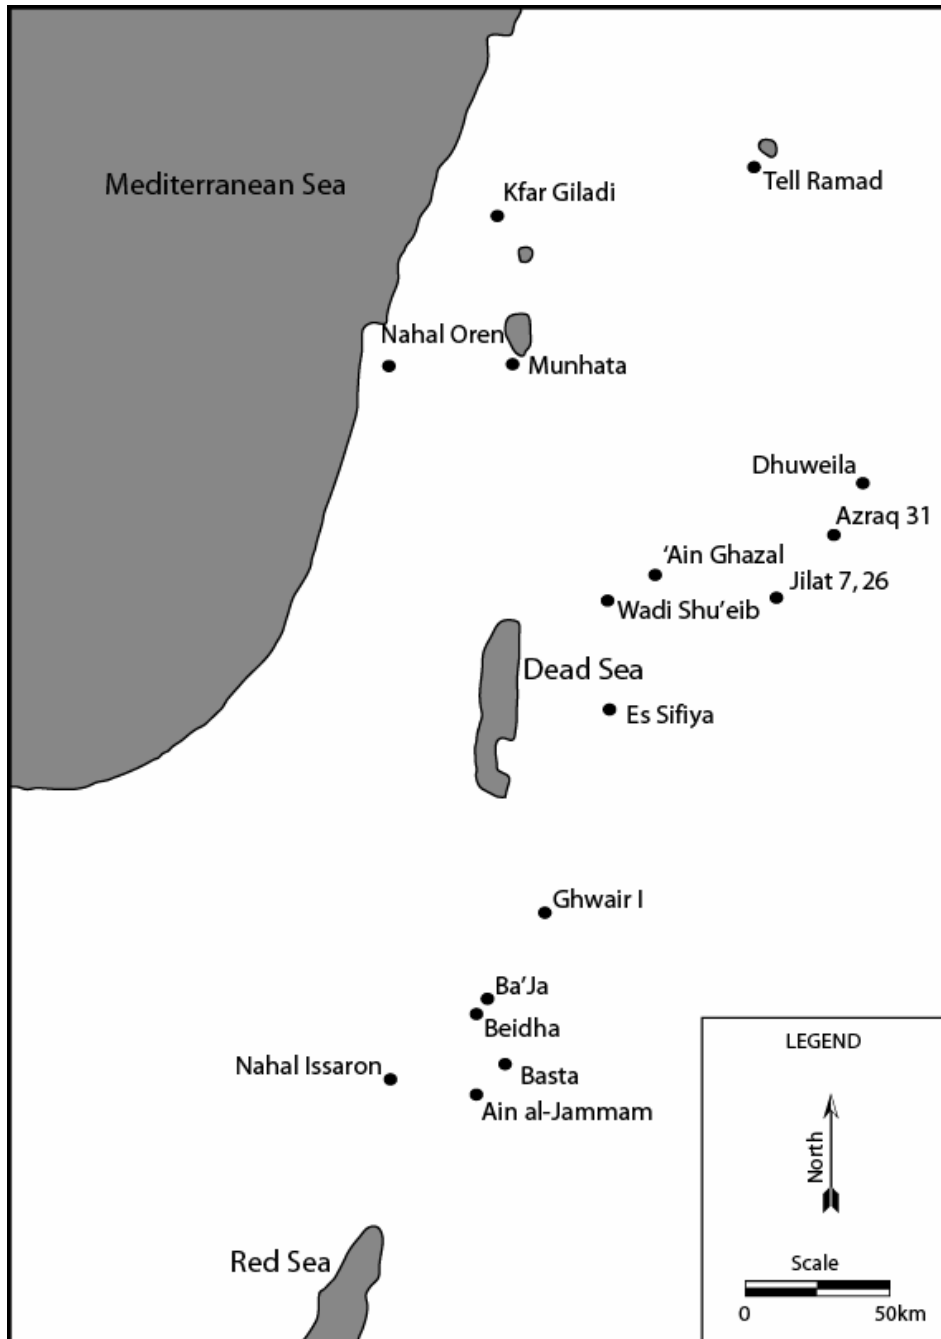 Mediterranean Sea
Tell Ramad
Kfar Giladi
Nahal Oren
Munhata
Dhuweila
Azraq 31
‘Ain Ghazal
Jilat 7, 26
Wadi Shu’eib
Dead Sea
Es Sifiya
Ghwair I
Ba’Ja
Beidha
Nahal Issaron
Basta
Ain al-Jammam
Red Sea
LEGEND
North
Scale
0 50km